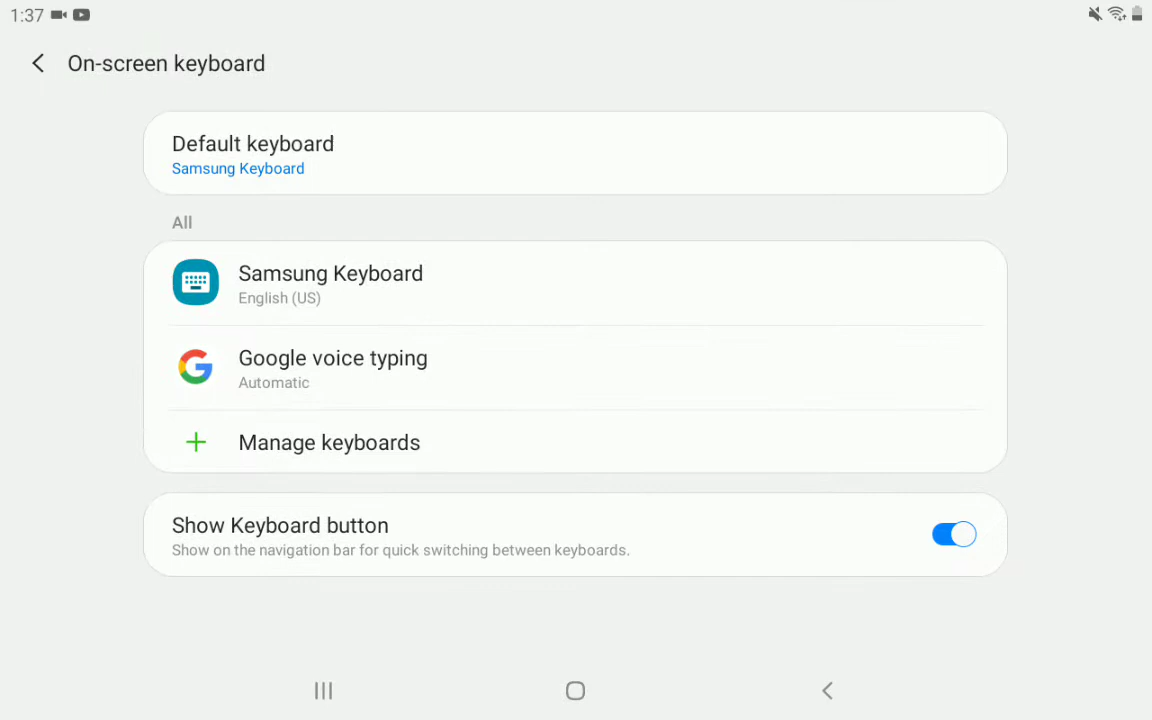 1:37
On-screen keyboard
Default keyboard
Samsung Keyboard
All
Samsung Keyboard
English (US)
Google voice typing
Automatic
Manage keyboards
Show Keyboard button
Show on the navigation bar for quick switching between keyboards.